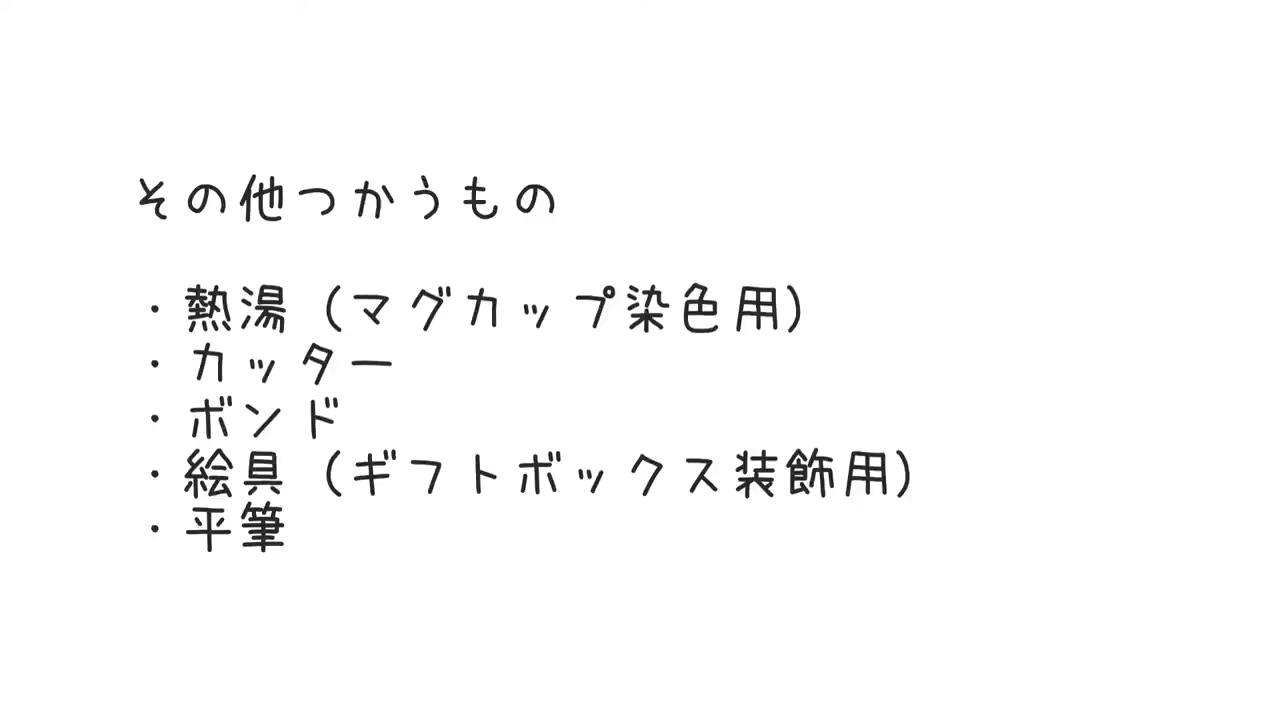 その他つかうもの
・熱湯（マグカップ染色用）
・カッター
・ボンド
・絵具（ギフトボックス装飾用）
・平筆